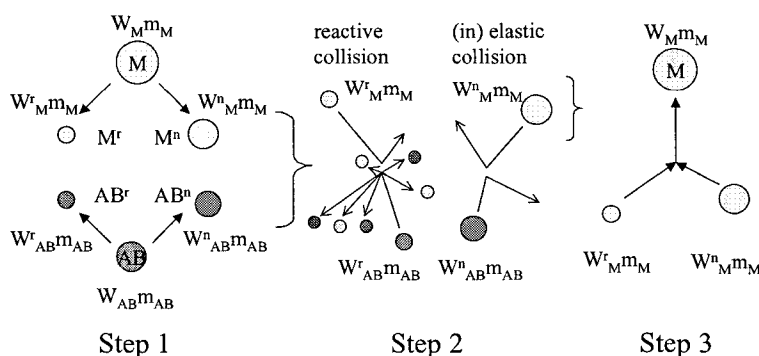 W_M m_M
M
W^r_M m_M
W^n_M m_M
M^r
M^n
AB^r
AB^n
W^r_AB m_AB
W^n_AB m_AB
AB
W_AB m_AB
Step 1
reactive
collision
(in) elastic
collision
W^r_M m_M
W^n_M m_M
W^r_AB m_AB
W^n_AB m_AB
Step 2
W_M m_M
M
W^r_M m_M
W^n_M m_M
Step 3